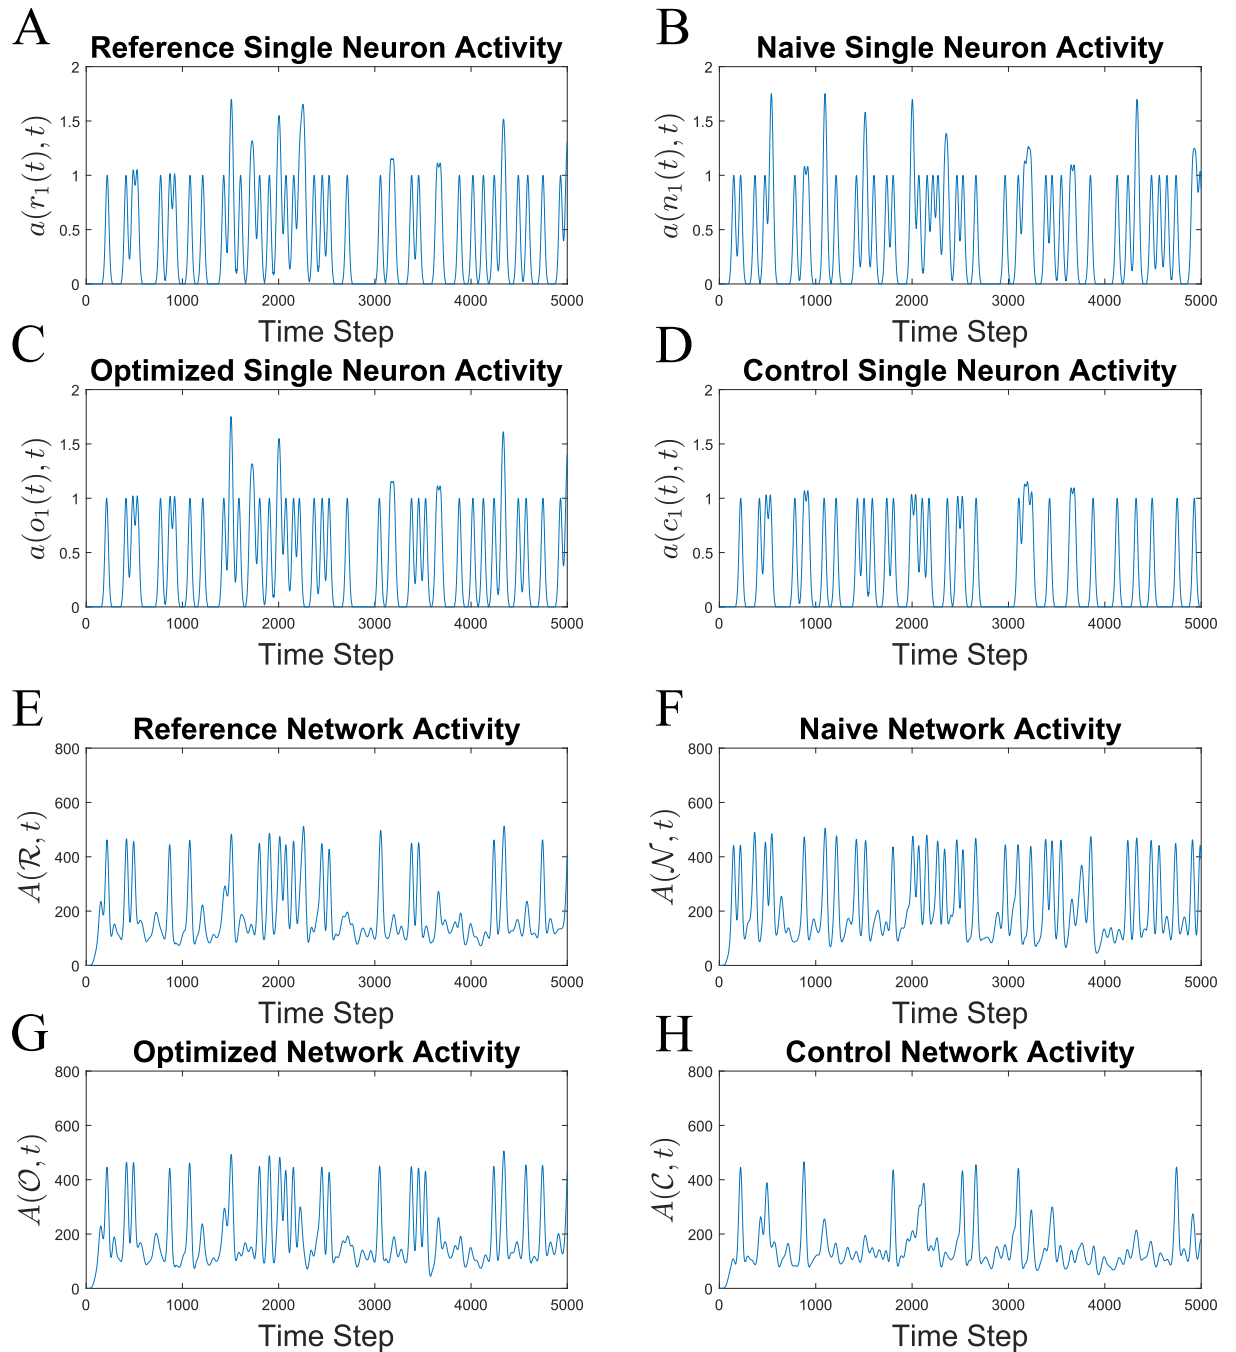 A
Reference Single Neuron Activity
2
1.5
1
0.5
0
a(r₁(t), t)
0 1000 2000 3000 4000 5000
Time Step
B
Naive Single Neuron Activity
2
1.5
1
0.5
0
a(n₁(t), t)
0 1000 2000 3000 4000 5000
Time Step
C
Optimized Single Neuron Activity
2
1.5
1
0.5
0
a(o₁(t), t)
0 1000 2000 3000 4000 5000
Time Step
D
Control Single Neuron Activity
2
1.5
1
0.5
0
a(c₁(t), t)
0 1000 2000 3000 4000 5000
Time Step
E
Reference Network Activity
800
600
400
200
0
A(ℛ, t)
0 1000 2000 3000 4000 5000
Time Step
F
Naive Network Activity
800
600
400
200
0
A(𝒩, t)
0 1000 2000 3000 4000 5000
Time Step
G
Optimized Network Activity
800
600
400
200
0
A(𝒪, t)
0 1000 2000 3000 4000 5000
Time Step
H
Control Network Activity
800
600
400
200
0
A(𝒞, t)
0 1000 2000 3000 4000 5000
Time Step